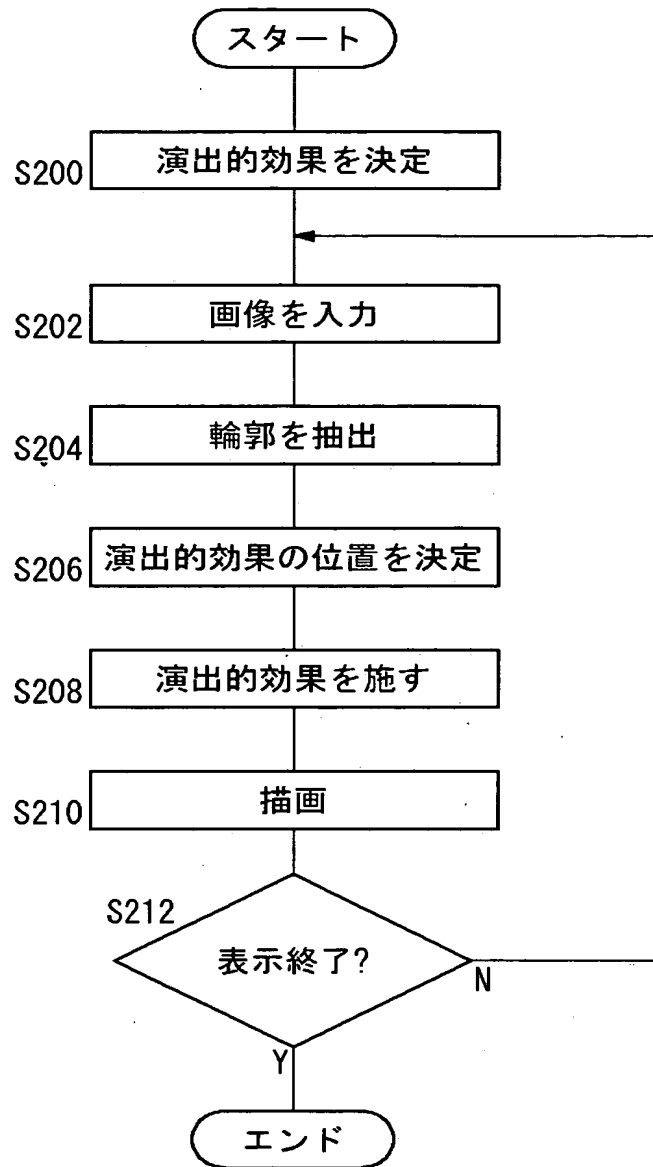 スタート
S200 演出的効果を決定
S202 画像を入力
S204 輪郭を抽出
S206 演出的効果の位置を決定
S208 演出的効果を施す
S210 描画
S212
表示終了?
N
Y
エンド